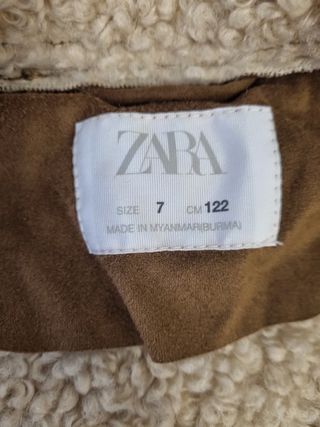 ZARA
SIZE 7 CM 122
MADE IN MYANMAR(BURMA)